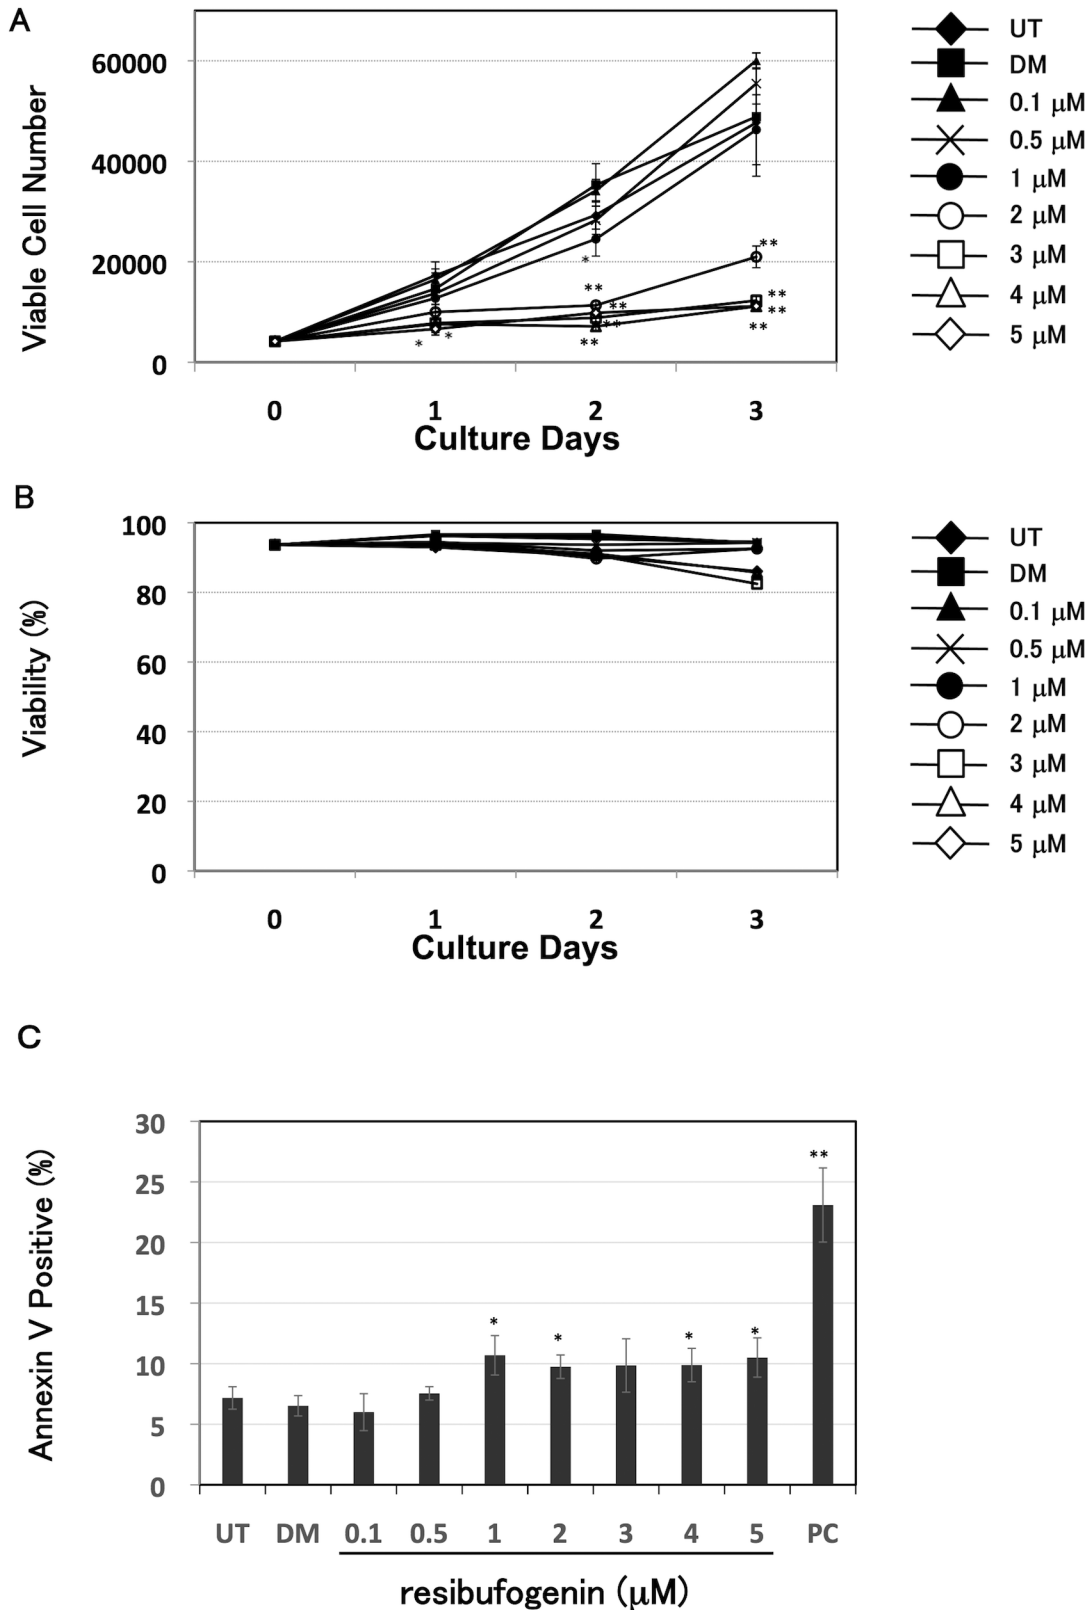 A
Viable Cell Number
60000
40000
20000
0
** 
* 
** 
** 
** 
** 
** 
** 
** 
* *
0 1 2 3
Culture Days
UT
DM
0.1 μM
0.5 μM
1 μM
2 μM
3 μM
4 μM
5 μM
B
Viability (%)
100
80
60
40
20
0
0 1 2 3
Culture Days
UT
DM
0.1 μM
0.5 μM
1 μM
2 μM
3 μM
4 μM
5 μM
C
Annexin V Positive (%)
30
25
20
15
10
5
0
* * * * **
UT DM 0.1 0.5 1 2 3 4 5 PC
resibufogenin (μM)